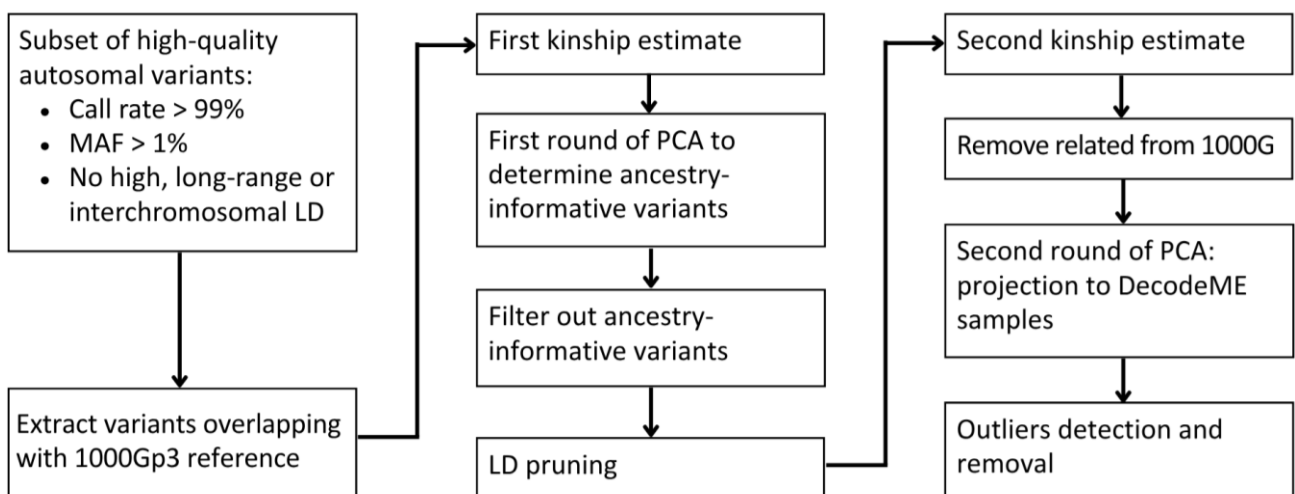 Subset of high-quality
autosomal variants:
• Call rate > 99%
• MAF > 1%
• No high, long-range or
interchromosomal LD
Extract variants overlapping
with 1000Gp3 reference
First kinship estimate
First round of PCA to
determine ancestry-
informative variants
Filter out ancestry-
informative variants
LD pruning
Second kinship estimate
Remove related from 1000G
Second round of PCA:
projection to DecodeME
samples
Outliers detection and
removal